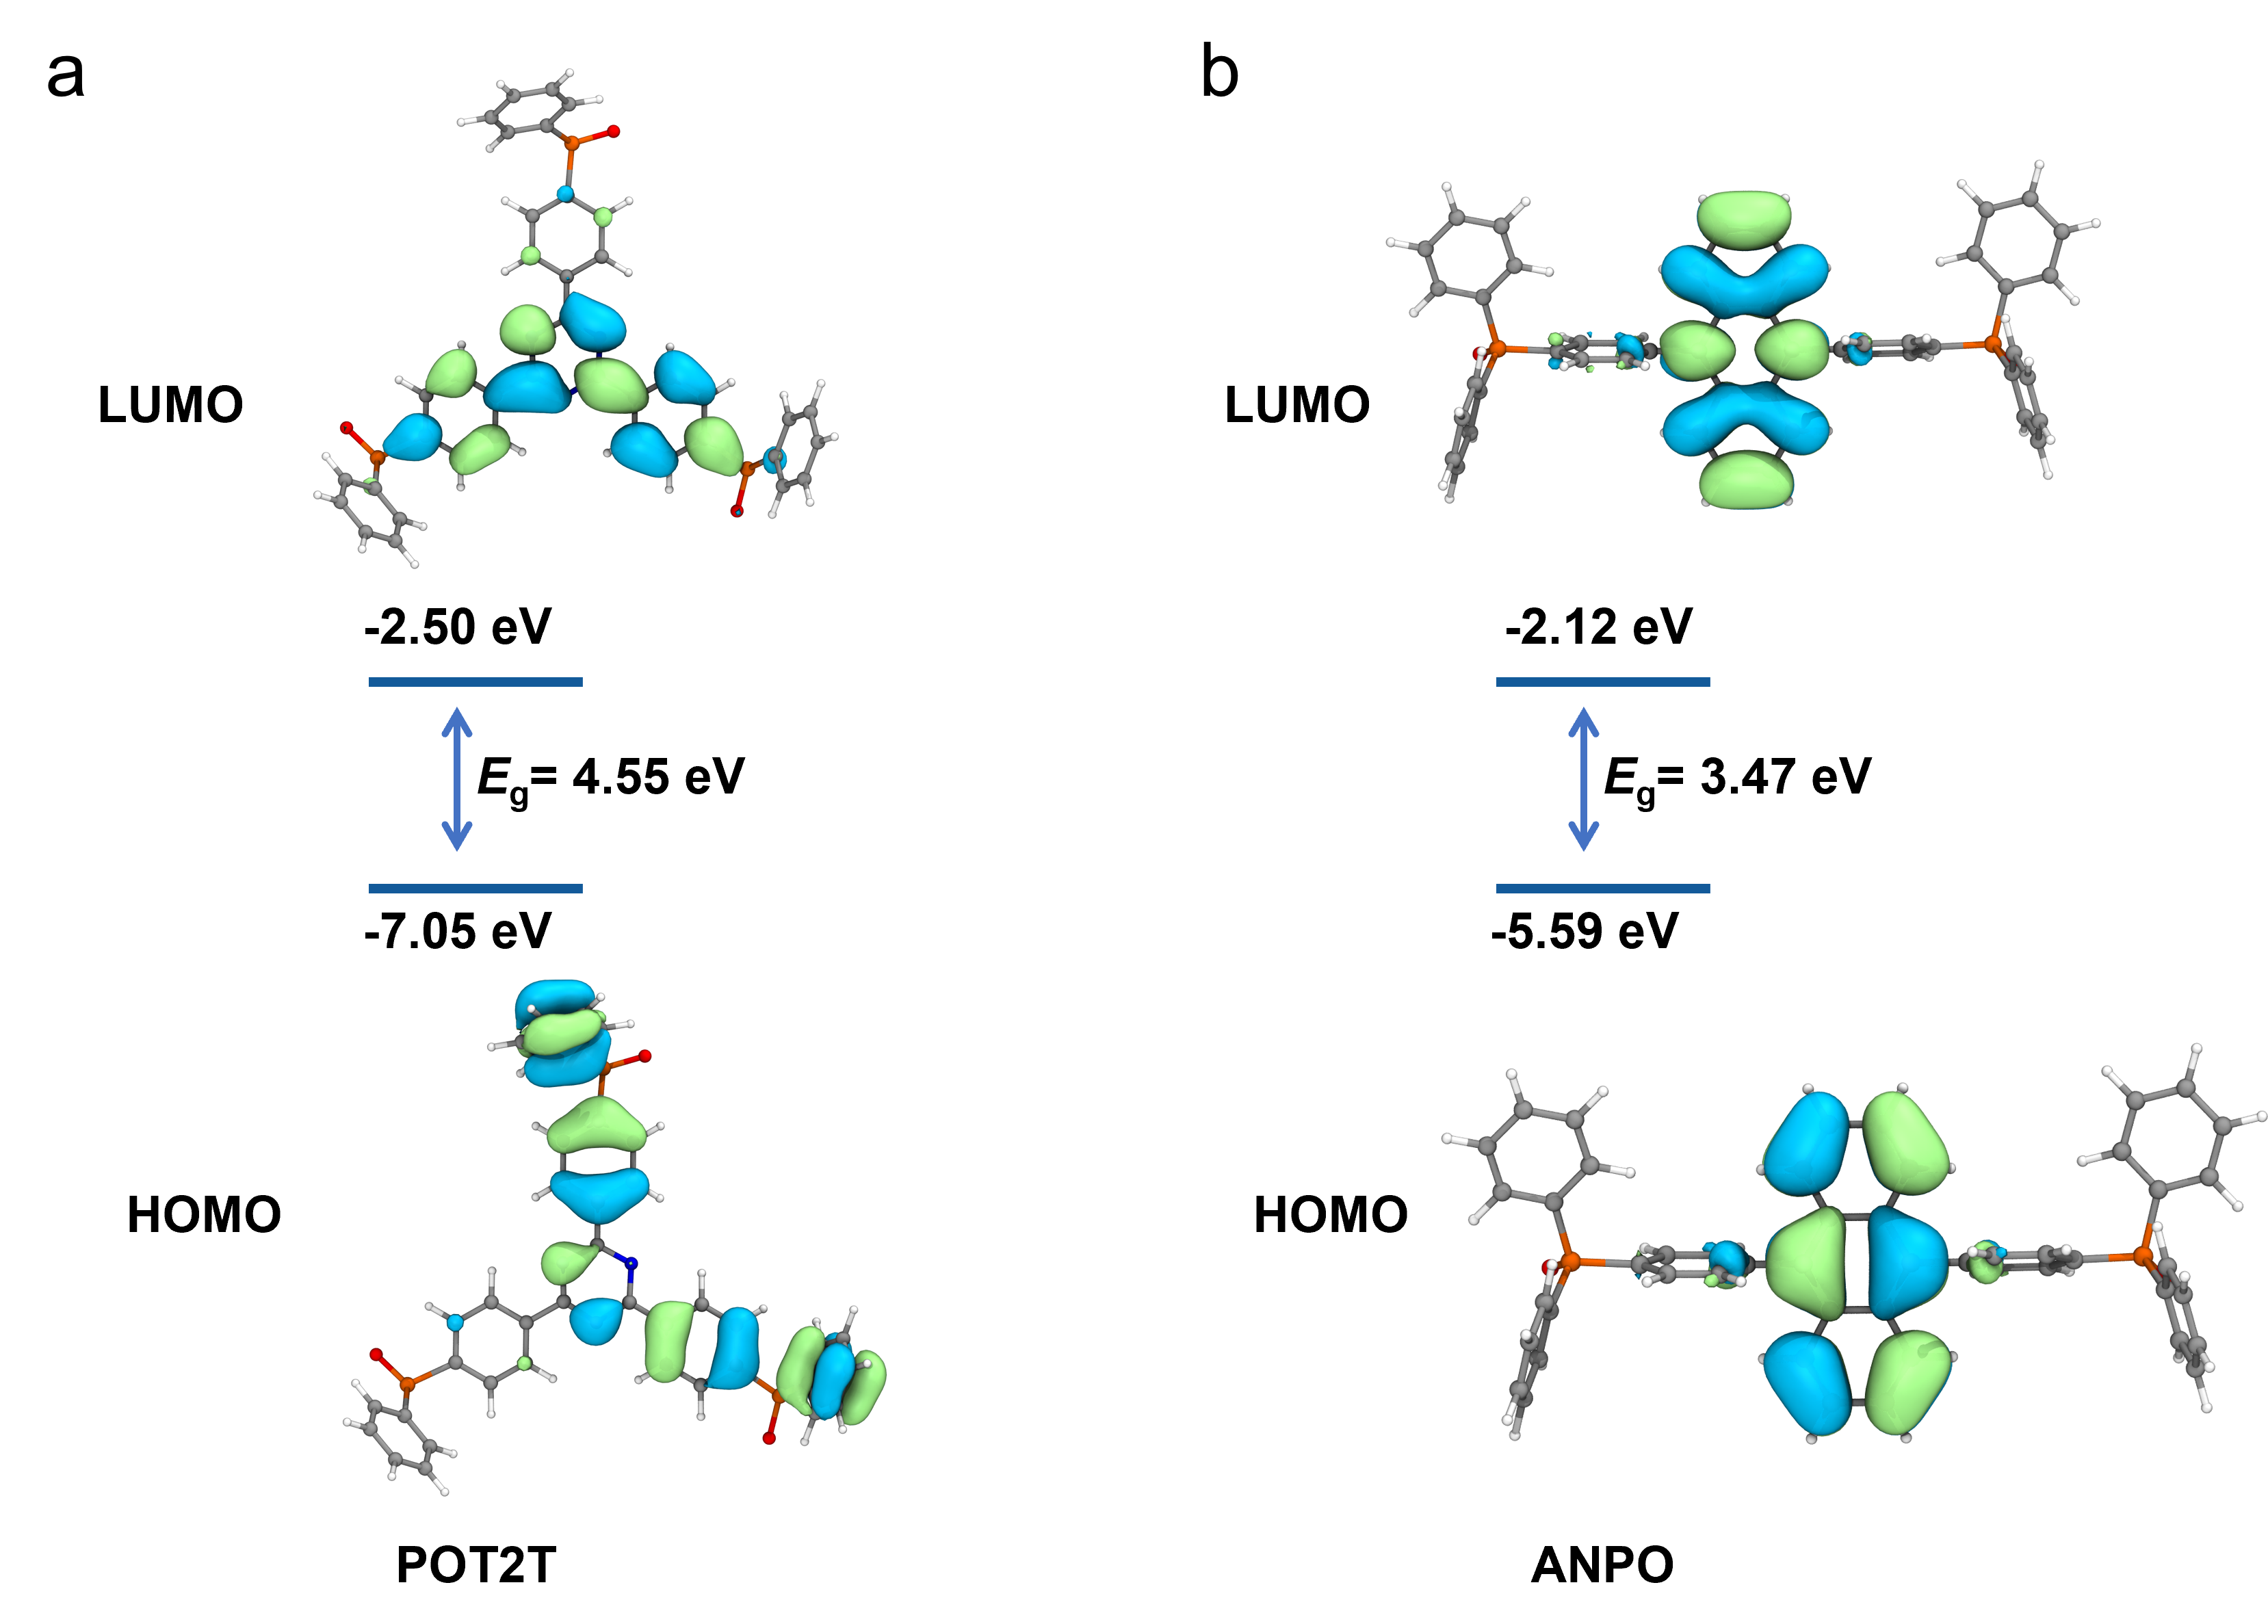 a
LUMO
-2.50 eV
Eg= 4.55 eV
-7.05 eV
HOMO
POT2T
b
LUMO
-2.12 eV
Eg= 3.47 eV
-5.59 eV
HOMO
ANPO